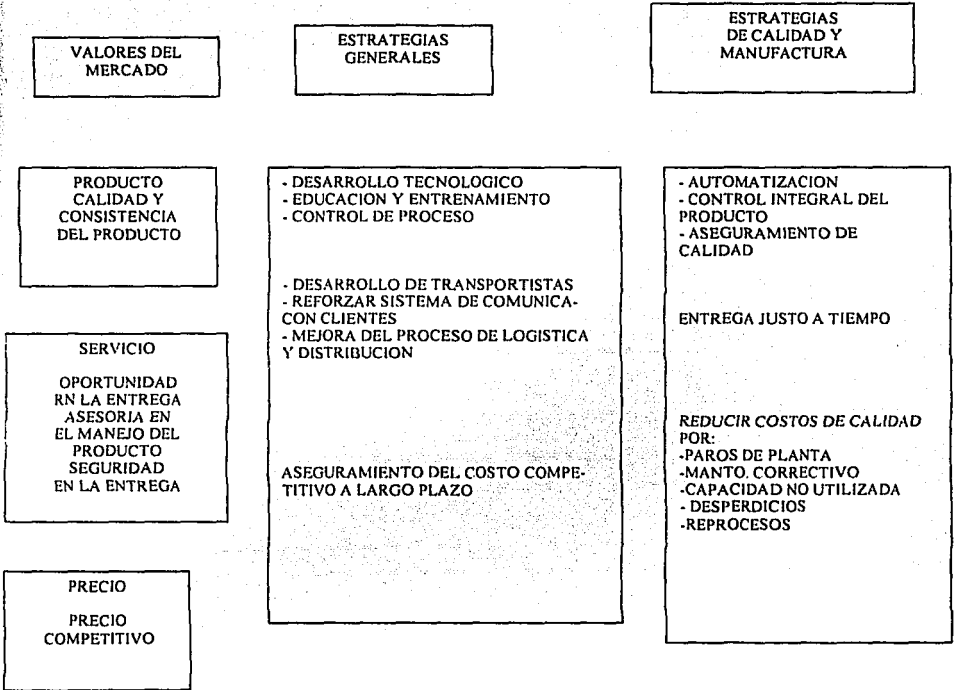 VALORES DEL
MERCADO
ESTRATEGIAS
GENERALES
ESTRATEGIAS
DE CALIDAD Y
MANUFACTURA
PRODUCTO
CALIDAD Y
CONSISTENCIA
DEL PRODUCTO
SERVICIO
OPORTUNIDAD
RN LA ENTREGA
ASESORIA EN
EL MANEJO DEL
PRODUCTO
SEGURIDAD
EN LA ENTREGA
PRECIO
PRECIO
COMPETITIVO
- DESARROLLO TECNOLOGICO
- EDUCACION Y ENTRENAMIENTO
- CONTROL DE PROCESO
- DESARROLLO DE TRANSPORTISTAS
- REFORZAR SISTEMA DE COMUNICA-
CON CLIENTES
- MEJORA DEL PROCESO DE LOGISTICA
Y DISTRIBUCION
ASEGURAMIENTO DEL COSTO COMPE-
TITIVO A LARGO PLAZO
- AUTOMATIZACION
- CONTROL INTEGRAL DEL
PRODUCTO
- ASEGURAMIENTO DE
CALIDAD
ENTREGA JUSTO A TIEMPO
REDUCIR COSTOS DE CALIDAD
POR:
-PAROS DE PLANTA
-MANTO. CORRECTIVO
-CAPACIDAD NO UTILIZADA
- DESPERDICIOS
-REPROCESOS